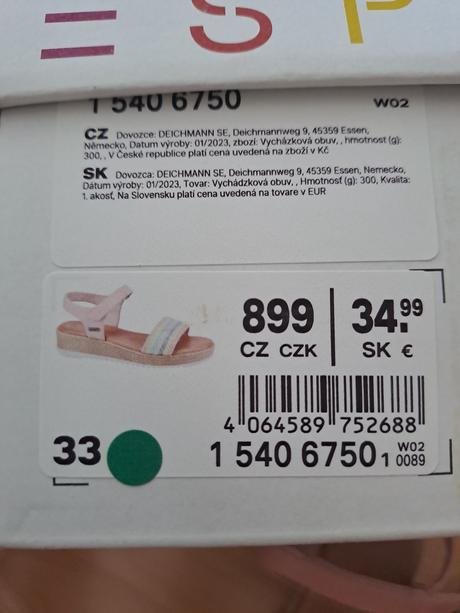 = S P
1 540 6750
W02
CZ Dovozce: DEICHMANN SE, Deichmannweg 9, 45359 Essen,
Německo, Datum výroby: 01/2023, zbozi: Vycházková obuv, , hmotnost (g):
300, , V České republice platí cena uvedená na zboží v Kč
SK Dovozca: DEICHMANN SE, Deichmannweg 9, 45359 Essen, Nemecko,
Dátum výroby: 01/2023, Tovar: Vychádzková obuv, , Hmotnosť (g): 300, Kvalita:
1. akosť, Na Slovensku platí cena uvedená na tovare v EUR
899
CZ CZK
34.99
SK €
4 064589 752688
33
1 540 6750 1
W02
0089